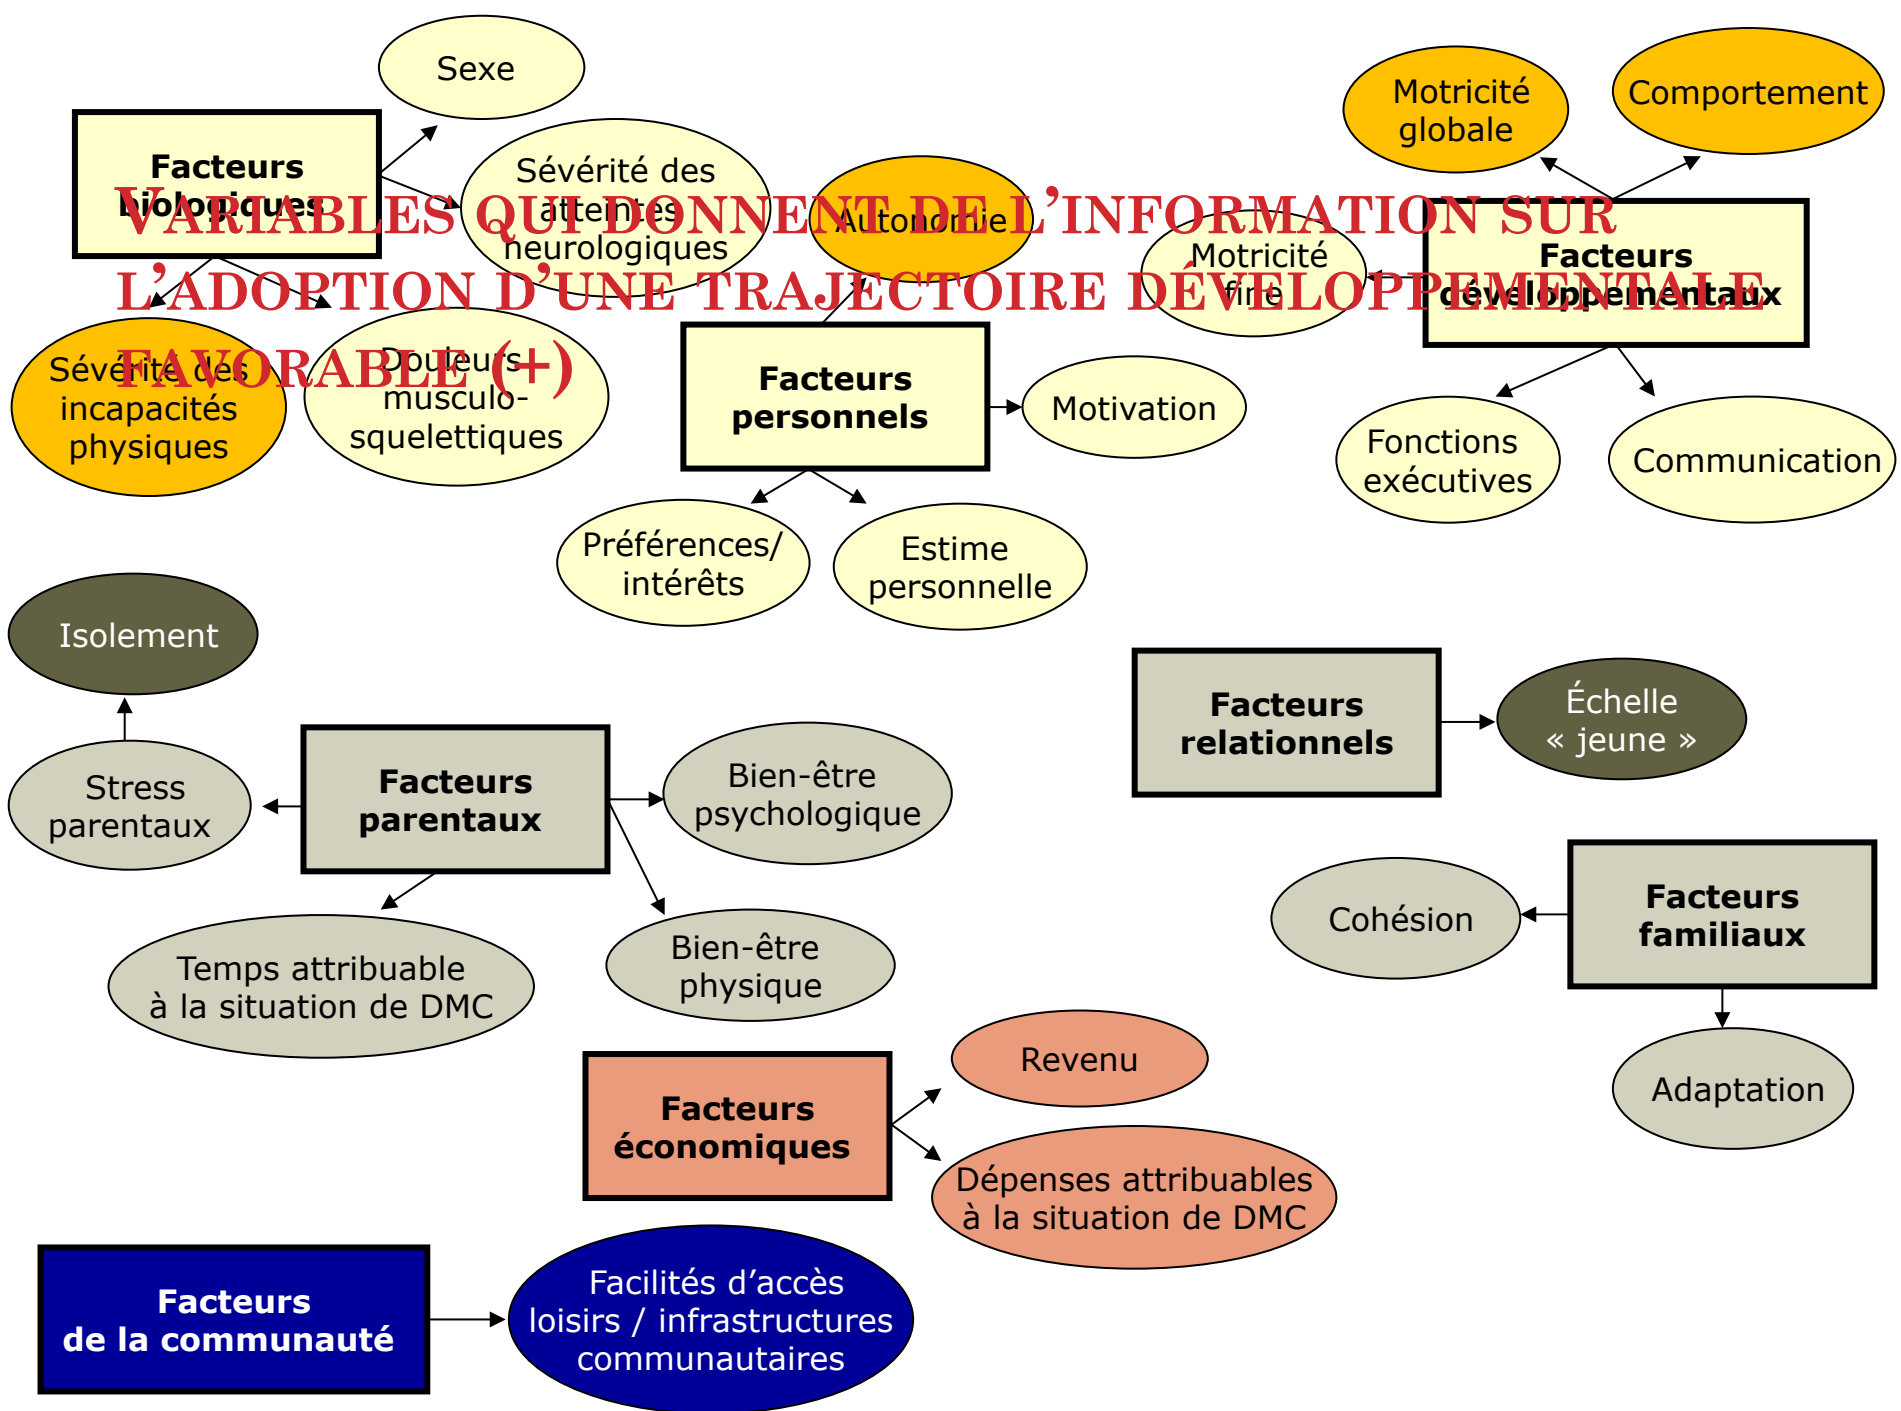 VARIABLES QUI DONNENT DE L'INFORMATION SUR
L'ADOPTION D'UNE TRAJECTOIRE DÉVELOPPEMENTALE
FAVORABLE (+)
Sexe
Facteurs
biologiques
Sévérité des
atteintes
neurologiques
Sévérité des
incapacités
physiques
Douleurs
musculo-
squelettiques
Autonomie
Facteurs
personnels
Motivation
Préférences/
intérêts
Estime
personnelle
Motricité
globale
Comportement
Motricité
fine
Facteurs
développementaux
Fonctions
exécutives
Communication
Isolement
Stress
parentaux
Facteurs
parentaux
Bien-être
psychologique
Temps attribuable
à la situation de DMC
Bien-être
physique
Facteurs
relationnels
Échelle
« jeune »
Cohésion
Facteurs
familiaux
Adaptation
Facteurs
économiques
Revenu
Dépenses attribuables
à la situation de DMC
Facteurs
de la communauté
Facilités d’accès
loisirs / infrastructures
communautaires